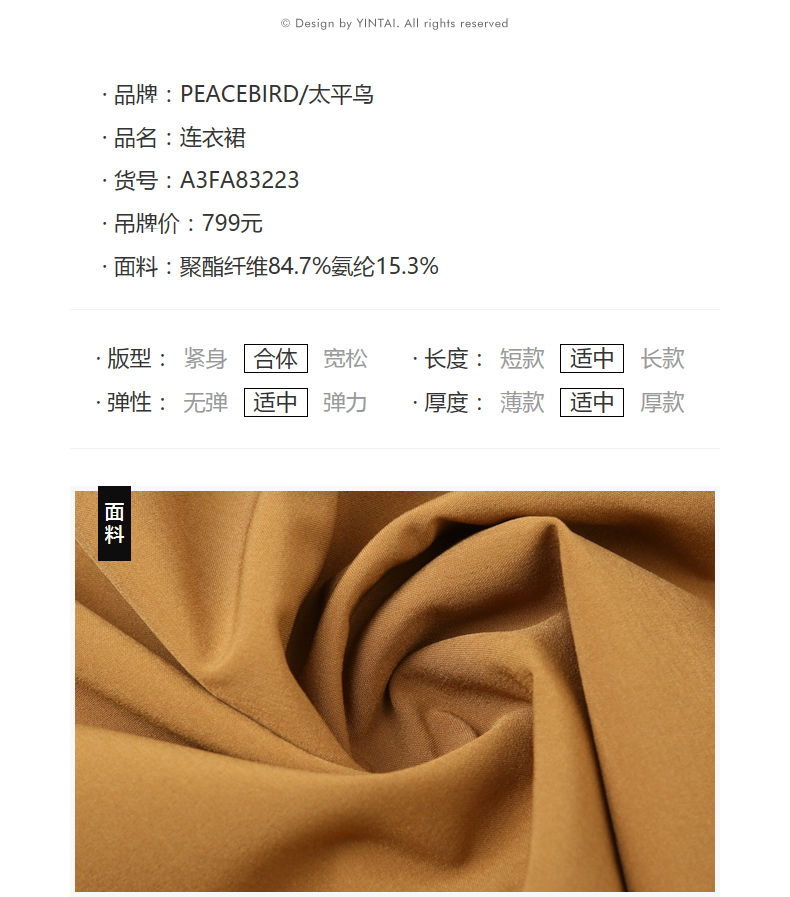 © Design by YINTAI. All rights reserved
· 品牌：PEACEBIRD/太平鸟
· 品名：连衣裙
· 货号：A3FA83223
· 吊牌价：799元
· 面料：聚酯纤维84.7%氨纶15.3%
· 版型： 紧身 合体 宽松 · 长度： 短款 适中 长款
· 弹性： 无弹 适中 弹力 · 厚度： 薄款 适中 厚款
面料